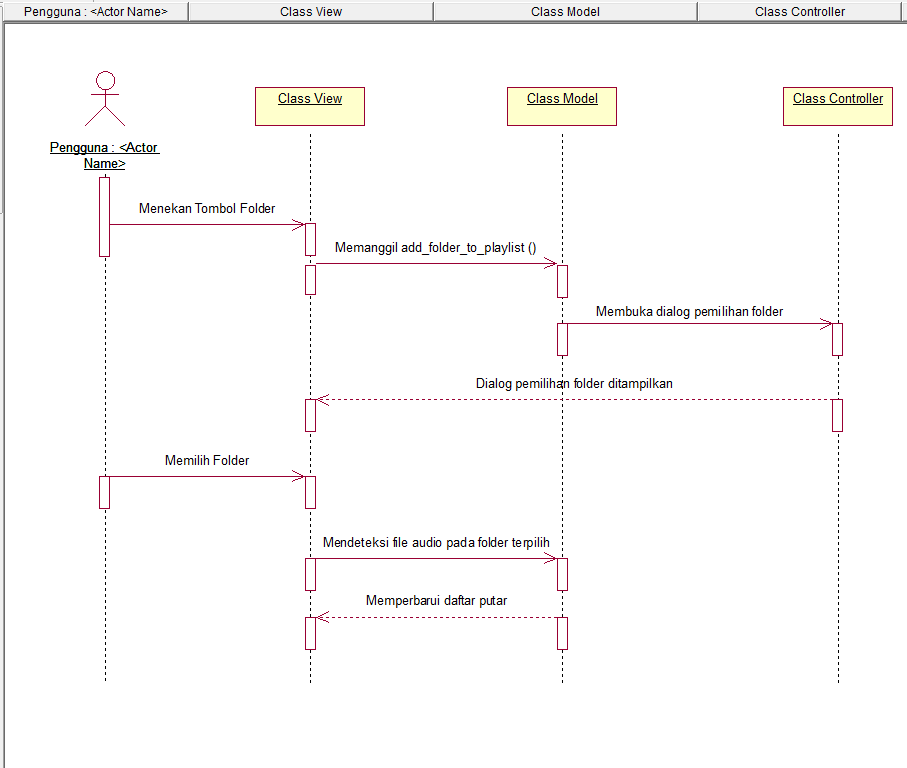 Pengguna : <Actor Name>
Class View
Class Model
Class Controller
Class View
Class Model
Class Controller
Pengguna : <Actor
Name>
Menekan Tombol Folder
Memanggil add_folder_to_playlist ()
Membuka dialog pemilihan folder
Dialog pemilihan folder ditampilkan
Memilih Folder
Mendeteksi file audio pada folder terpilih
Memperbarui daftar putar